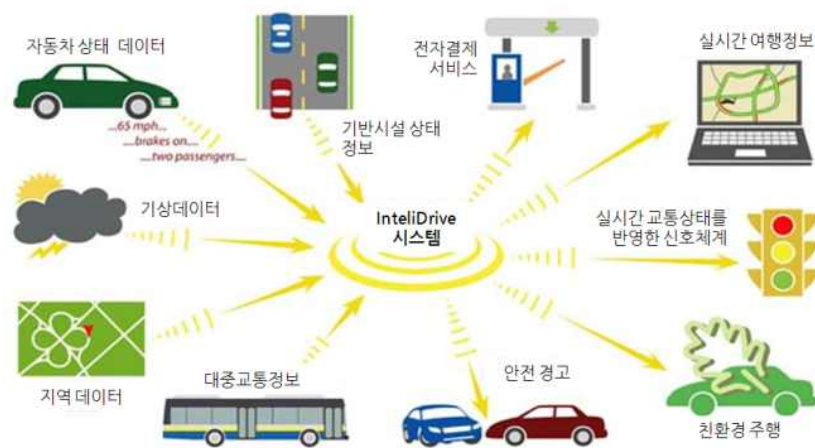 자동차 상태 데이터
...65 mph...
...brakes on...
...two passengers...
기반시설 상태
정보
전자결제
서비스
실시간 여행정보
기상데이터
InteliDrive
시스템
실시간 교통상태를
반영한 신호체계
지역 데이터
대중교통정보
안전 경고
친환경 주행